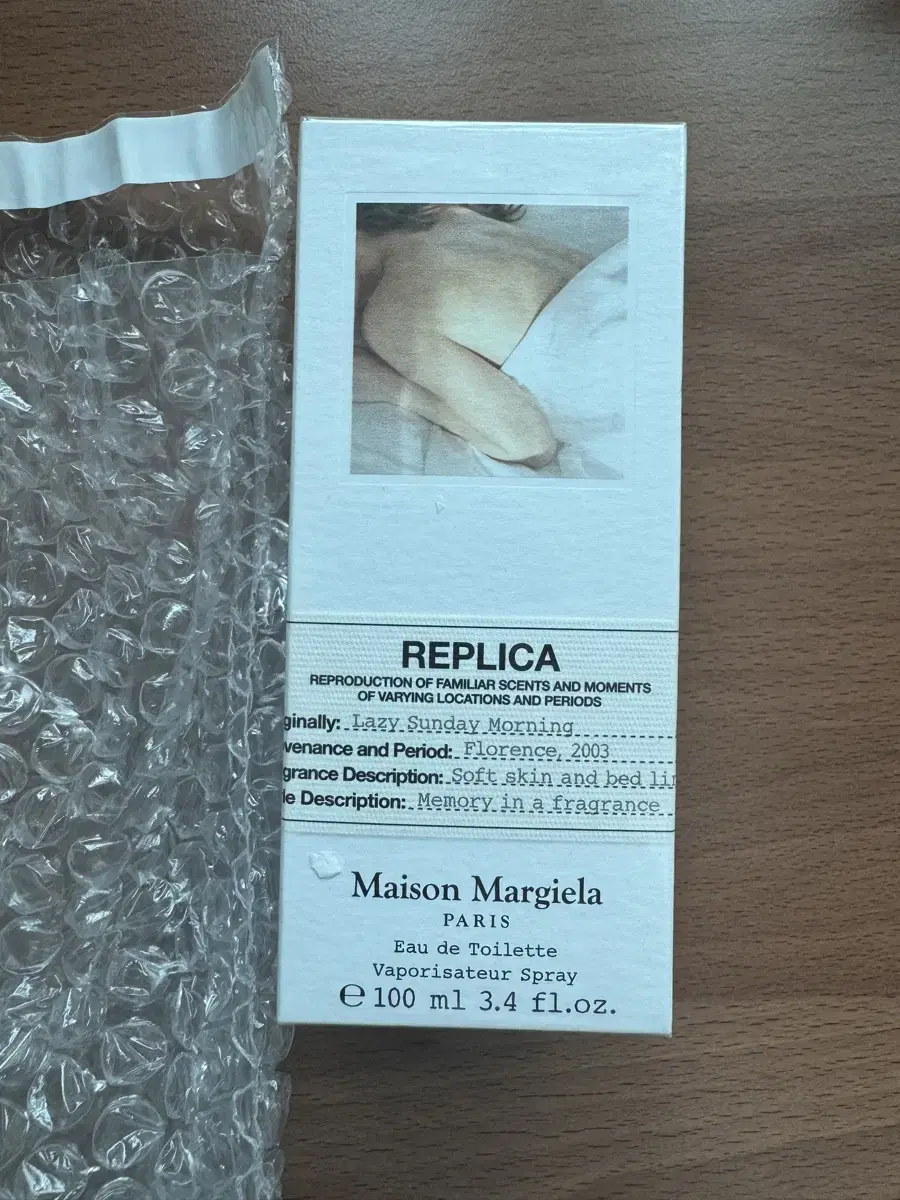 REPLICA
REPRODUCTION OF FAMILIAR SCENTS AND MOMENTS
OF VARYING LOCATIONS AND PERIODS
ginally: Lazy Sunday Morning
venance and Period: Florence, 2003
grance Description: Soft skin and bed lin
le Description: Memory in a fragrance
Maison Margiela
PARIS
Eau de Toilette
Vaporisateur Spray
℮ 100 ml 3.4 fl.oz.